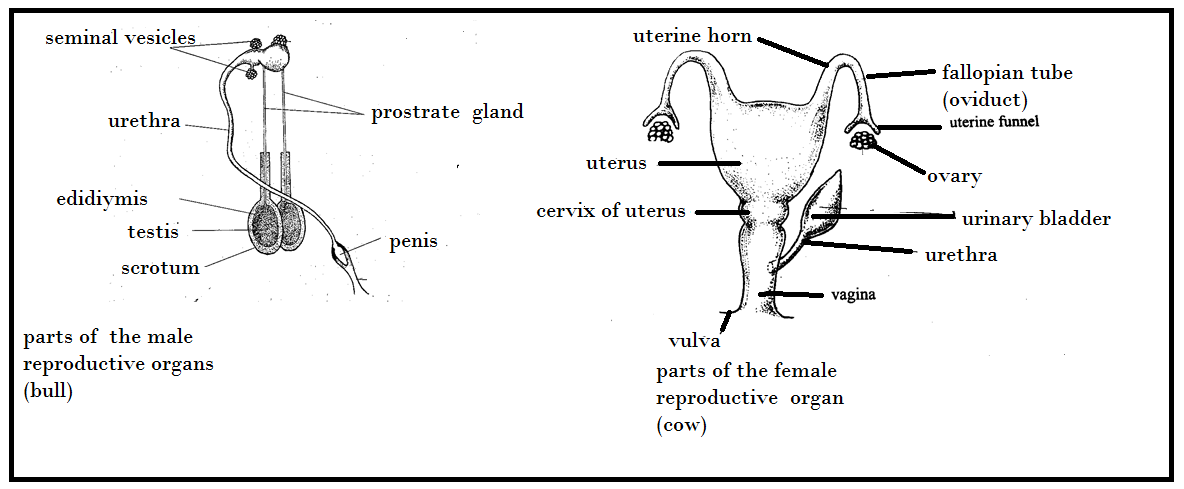 seminal vesicles
prostrate gland
urethra
edidiymis
testis
scrotum
penis
parts of the male
reproductive organs
(bull)
uterine horn
fallopian tube
(oviduct)
uterine funnel
ovary
uterus
cervix of uterus
urinary bladder
urethra
vagina
vulva
parts of the female
reproductive organ
(cow)